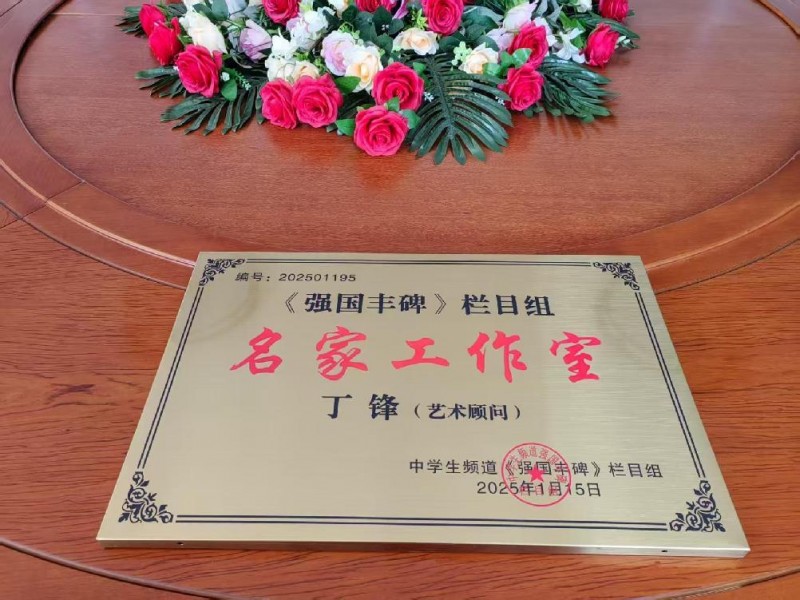 编号：202501195
《强国丰碑》栏目组
名家工作室
丁锋（艺术顾问）
中学生频道《强国丰碑》栏目组
2025年1月15日